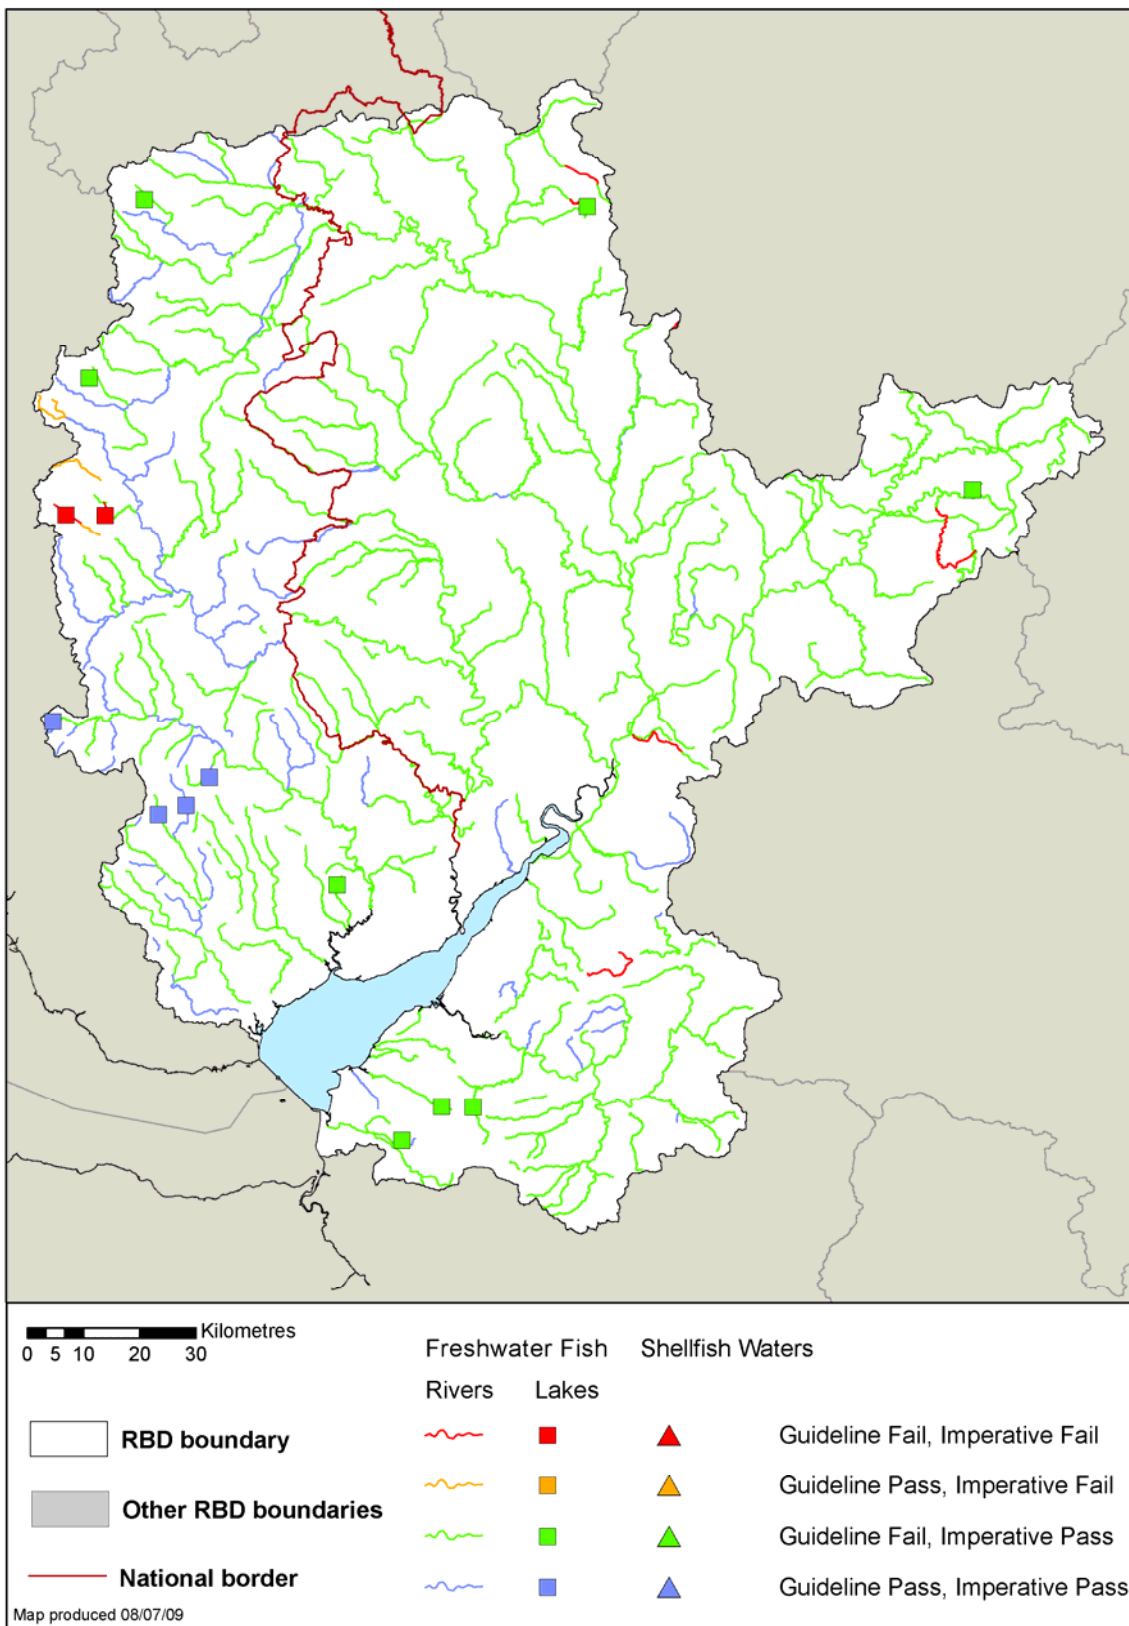 Kilometres
0 5 10 20 30
Freshwater Fish Shellfish Waters
Rivers Lakes
RBD boundary
Guideline Fail, Imperative Fail
Guideline Pass, Imperative Fail
Other RBD boundaries
Guideline Fail, Imperative Pass
National border
Guideline Pass, Imperative Pass
Map produced 08/07/09